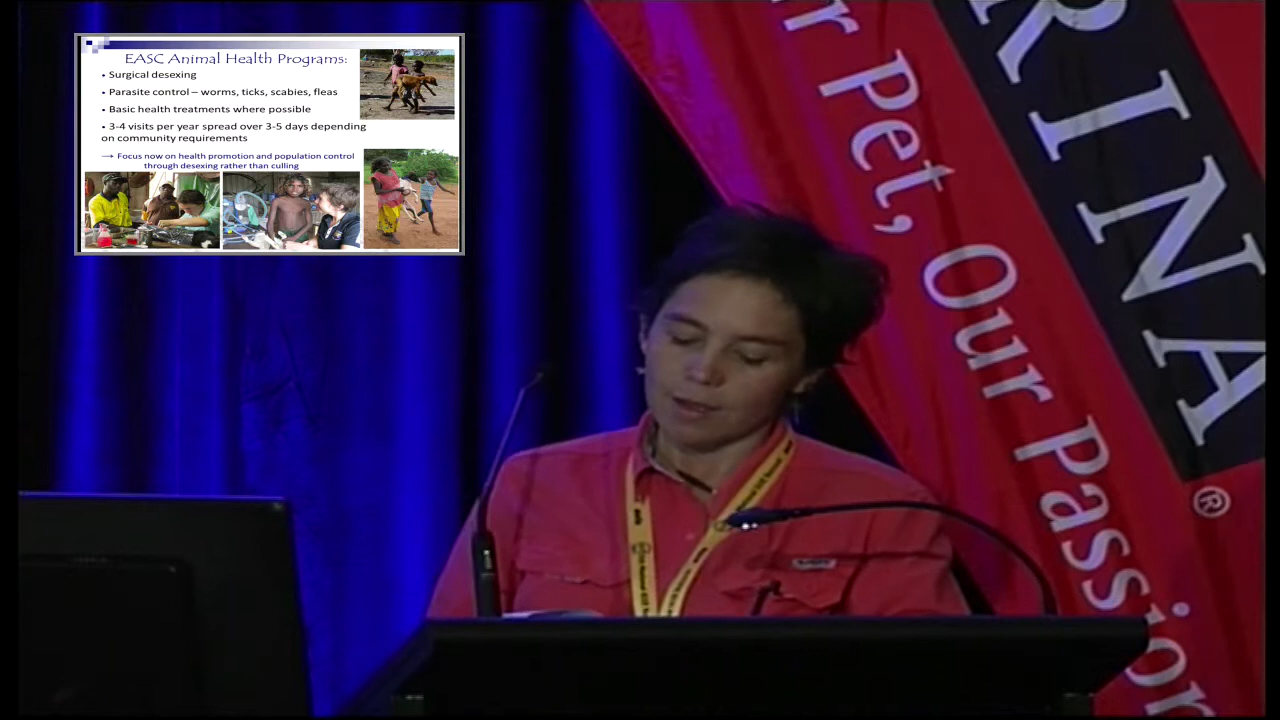 EASC Animal Health Programs:
• Surgical desexing
• Parasite control – worms, ticks, scabies, fleas
• Basic health treatments where possible
• 3-4 visits per year spread over 3-5 days depending
on community requirements
→ Focus now on health promotion and population control
through desexing rather than culling
RINA
®
ur Pet, Our Passion